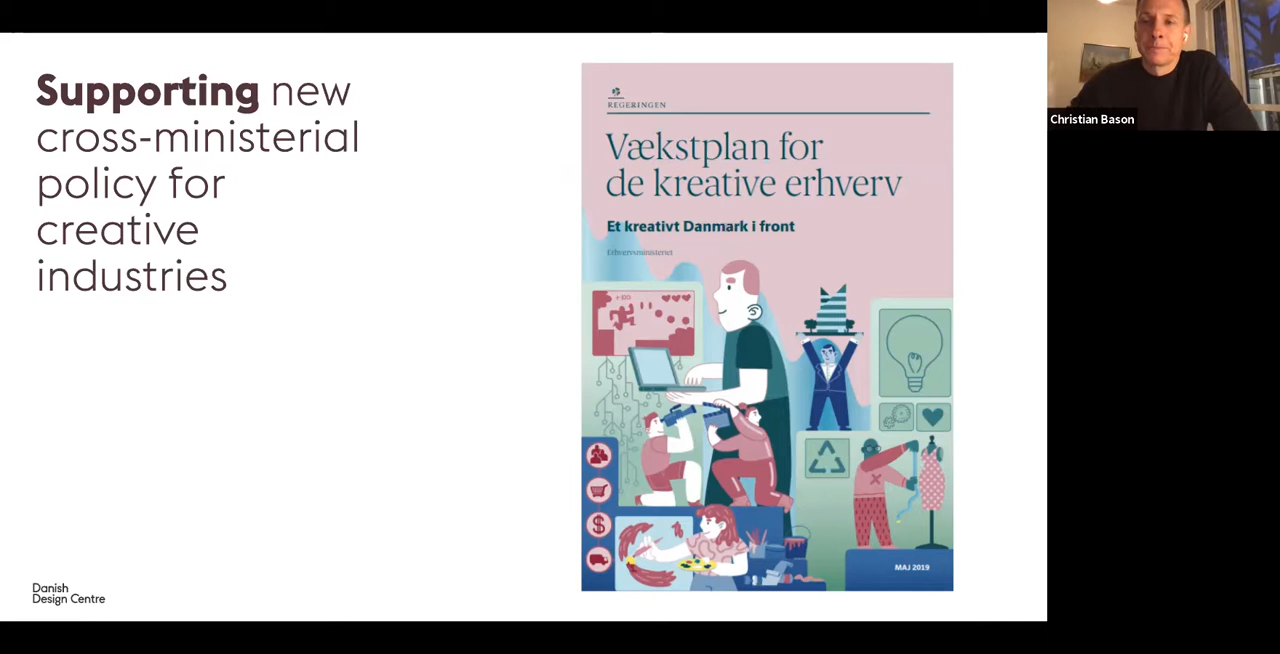 Supporting new
cross-ministerial
policy for
creative
industries
REGERINGEN
Vækstplan for
de kreative erhverv
Et kreativt Danmark i front
Erhvervsministeriet
$
MAJ 2019
Danish
Design Centre
Christian Bason